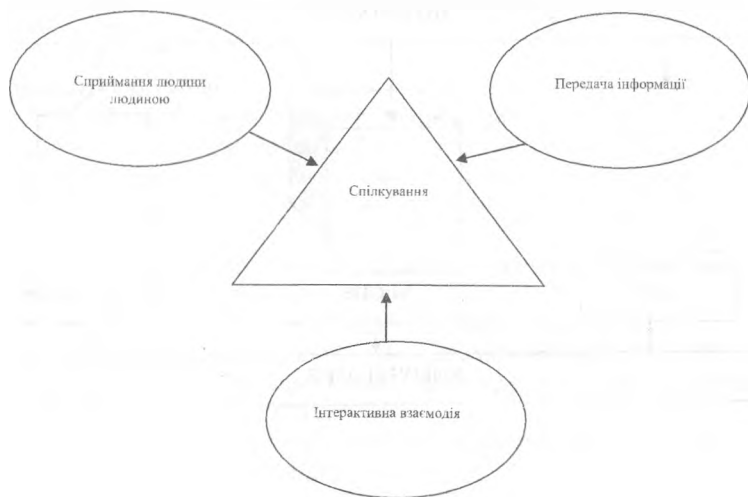 Сприймання людини
людиною
Передача інформації
Спілкування
Інтерактивна взаємодія